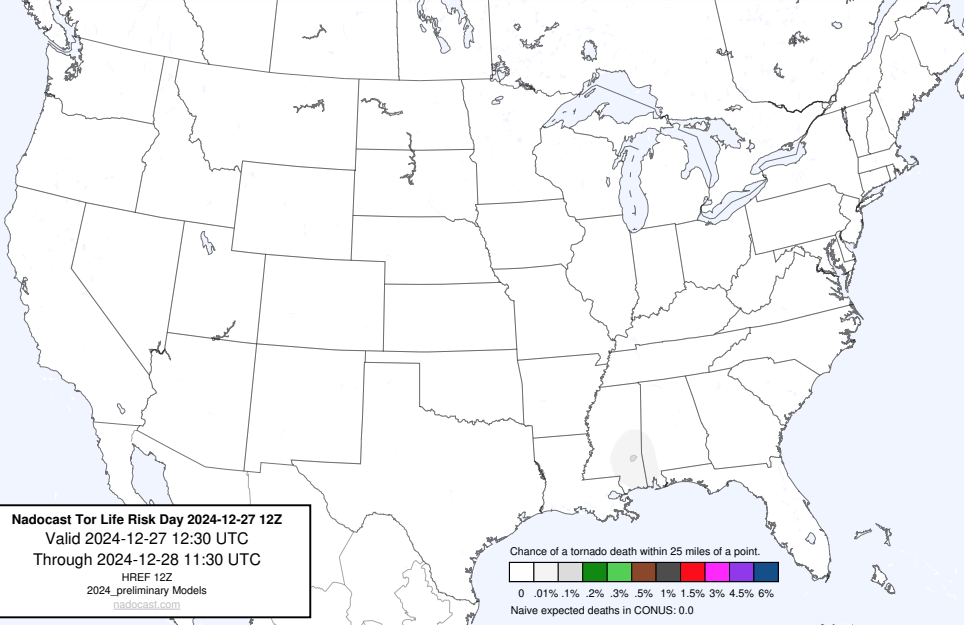 Nadocast Tor Life Risk Day 2024-12-27 12Z
Valid 2024-12-27 12:30 UTC
Through 2024-12-28 11:30 UTC
HREF 12Z
2024_preliminary Models
nadocast.com
Chance of a tornado death within 25 miles of a point.
0 .01% .1% .2% .3% .5% 1% 1.5% 3% 4.5% 6%
Naive expected deaths in CONUS: 0.0